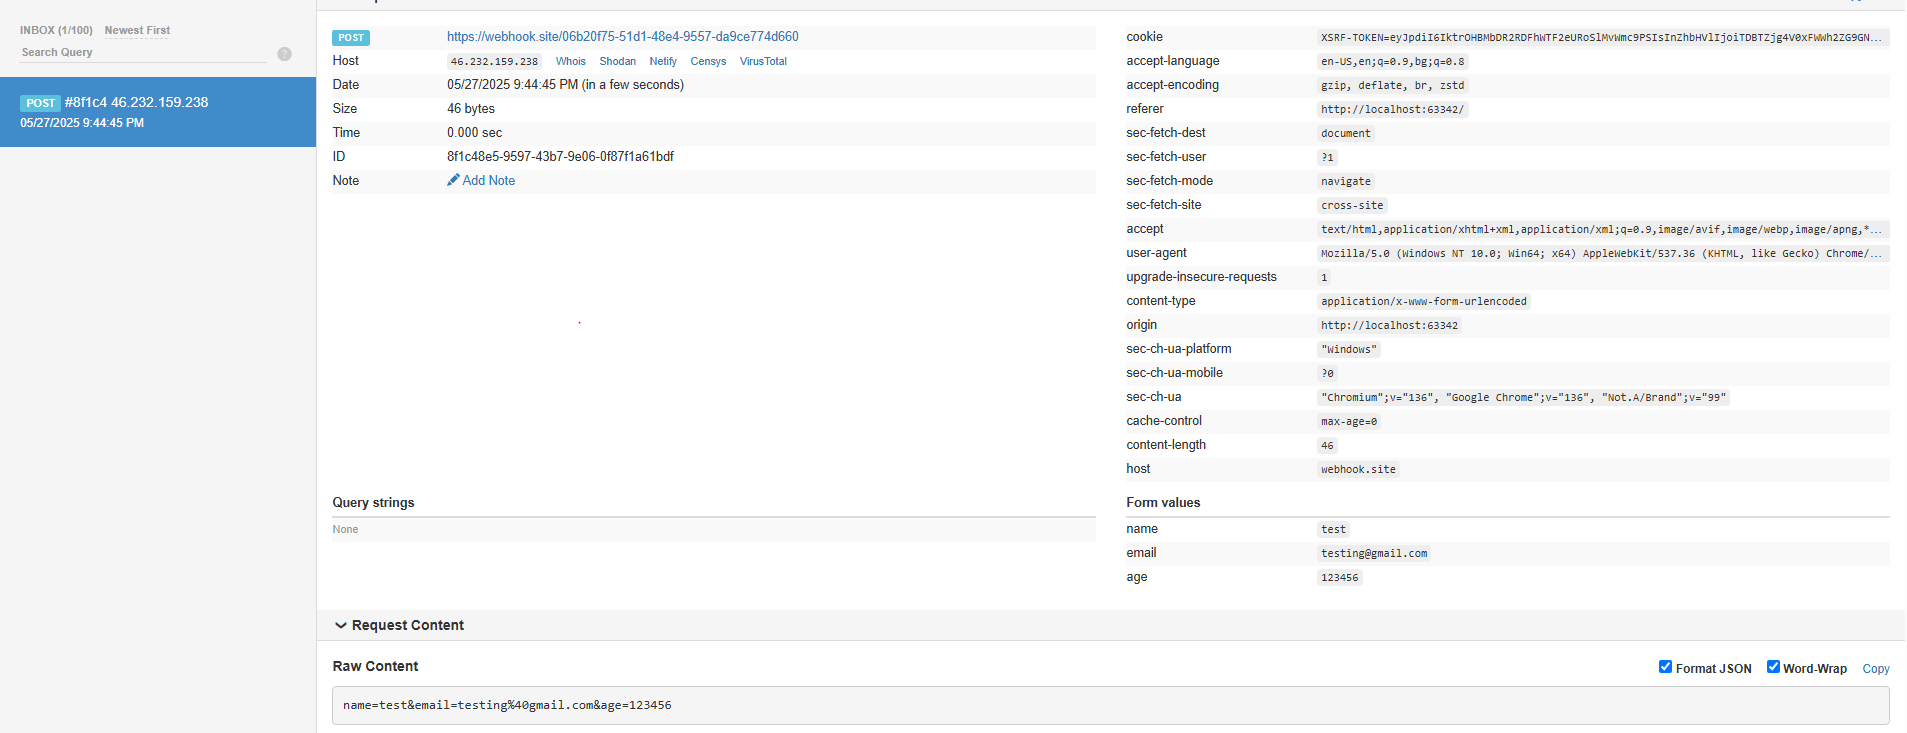 INBOX (1/100) Newest First
Search Query
?
POST #8f1c4 46.232.159.238
05/27/2025 9:44:45 PM
POST https://webhook.site/06b20f75-51d1-48e4-9557-da9ce774d660
Host 46.232.159.238 Whois Shodan Netify Censys VirusTotal
Date 05/27/2025 9:44:45 PM (in a few seconds)
Size 46 bytes
Time 0.000 sec
ID 8f1c48e5-9597-43b7-9e06-0f87f1a61bdf
Note Add Note
cookie XSRF-TOKEN=eyJpdiI6IktrOHBMbDR2RDFhWTF2eURoSlMvWmc9PSIsInZhbHVlIjoiTDBTZjg4V0xFWWh2ZG9GN...
accept-language en-US,en;q=0.9,bg;q=0.8
accept-encoding gzip, deflate, br, zstd
referer http://localhost:63342/
sec-fetch-dest document
sec-fetch-user ?1
sec-fetch-mode navigate
sec-fetch-site cross-site
accept text/html,application/xhtml+xml,application/xml;q=0.9,image/avif,image/webp,image/apng,*...
user-agent Mozilla/5.0 (Windows NT 10.0; Win64; x64) AppleWebKit/537.36 (KHTML, like Gecko) Chrome/...
upgrade-insecure-requests 1
content-type application/x-www-form-urlencoded
origin http://localhost:63342
sec-ch-ua-platform "Windows"
sec-ch-ua-mobile ?0
sec-ch-ua "Chromium";v="136", "Google Chrome";v="136", "Not.A/Brand";v="99"
cache-control max-age=0
content-length 46
host webhook.site
Query strings
None
Form values
name test
email testing@gmail.com
age 123456
Request Content
Raw Content
Format JSON Word-Wrap Copy
name=test&email=testing%40gmail.com&age=123456